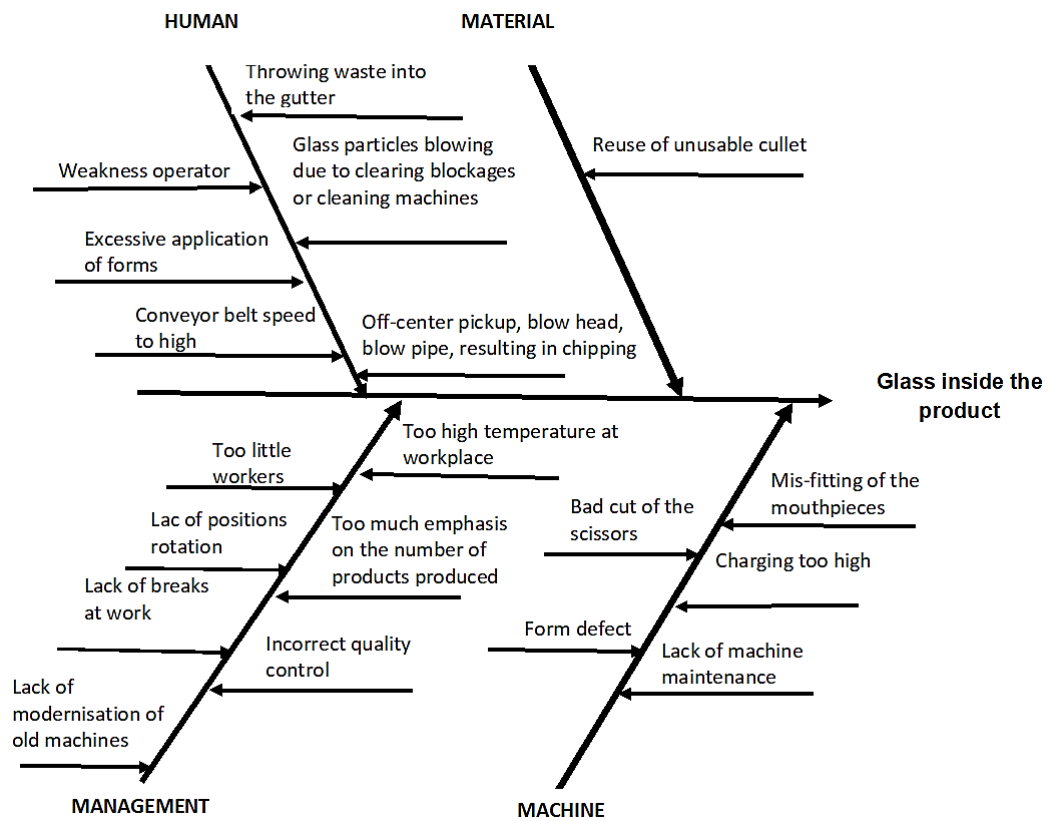 HUMAN
MATERIAL
Throwing waste into
the gutter
Glass particles blowing
due to clearing blockages
or cleaning machines
Reuse of unusable cullet
Weakness operator
Excessive application
of forms
Conveyor belt speed
to high
Off-center pickup, blow head,
blow pipe, resulting in chipping
Glass inside the
product
Too high temperature at
workplace
Too little
workers
Mis-fitting of the
mouthpieces
Bad cut of the
scissors
Lac of positions
rotation
Too much emphasis
on the number of
products produced
Charging too high
Lack of breaks
at work
Form defect
Incorrect quality
control
Lack of machine
maintenance
Lack of
modernisation of
old machines
MANAGEMENT
MACHINE